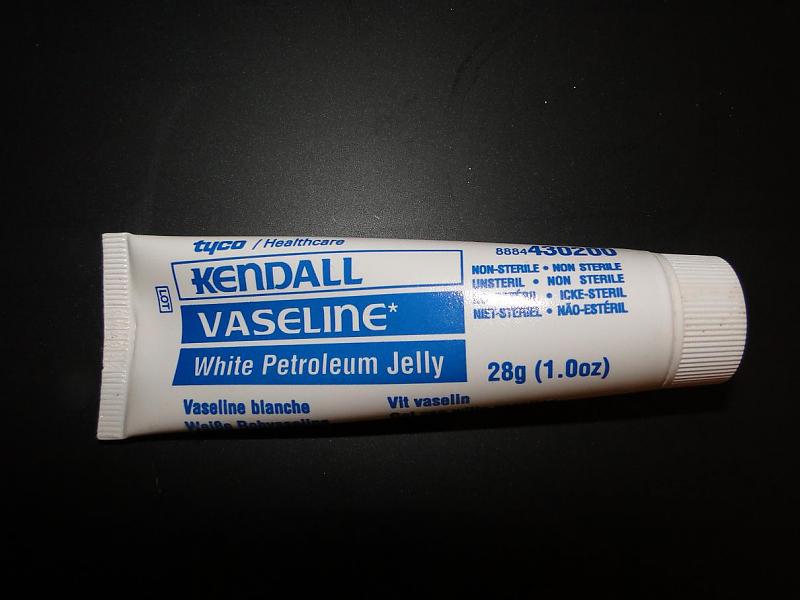 tyco / Healthcare
8884430200
KENDALL
LOT
VASELINE*
White Petroleum Jelly
NON-STERILE • NON STERILE
UNSTERIL • NON STERILE
• ICKE-STERIL
NIET-STERIEL • NÃO-ESTÉRIL
28g (1.0oz)
Vaseline blanche
Vit vaselin
Weiße